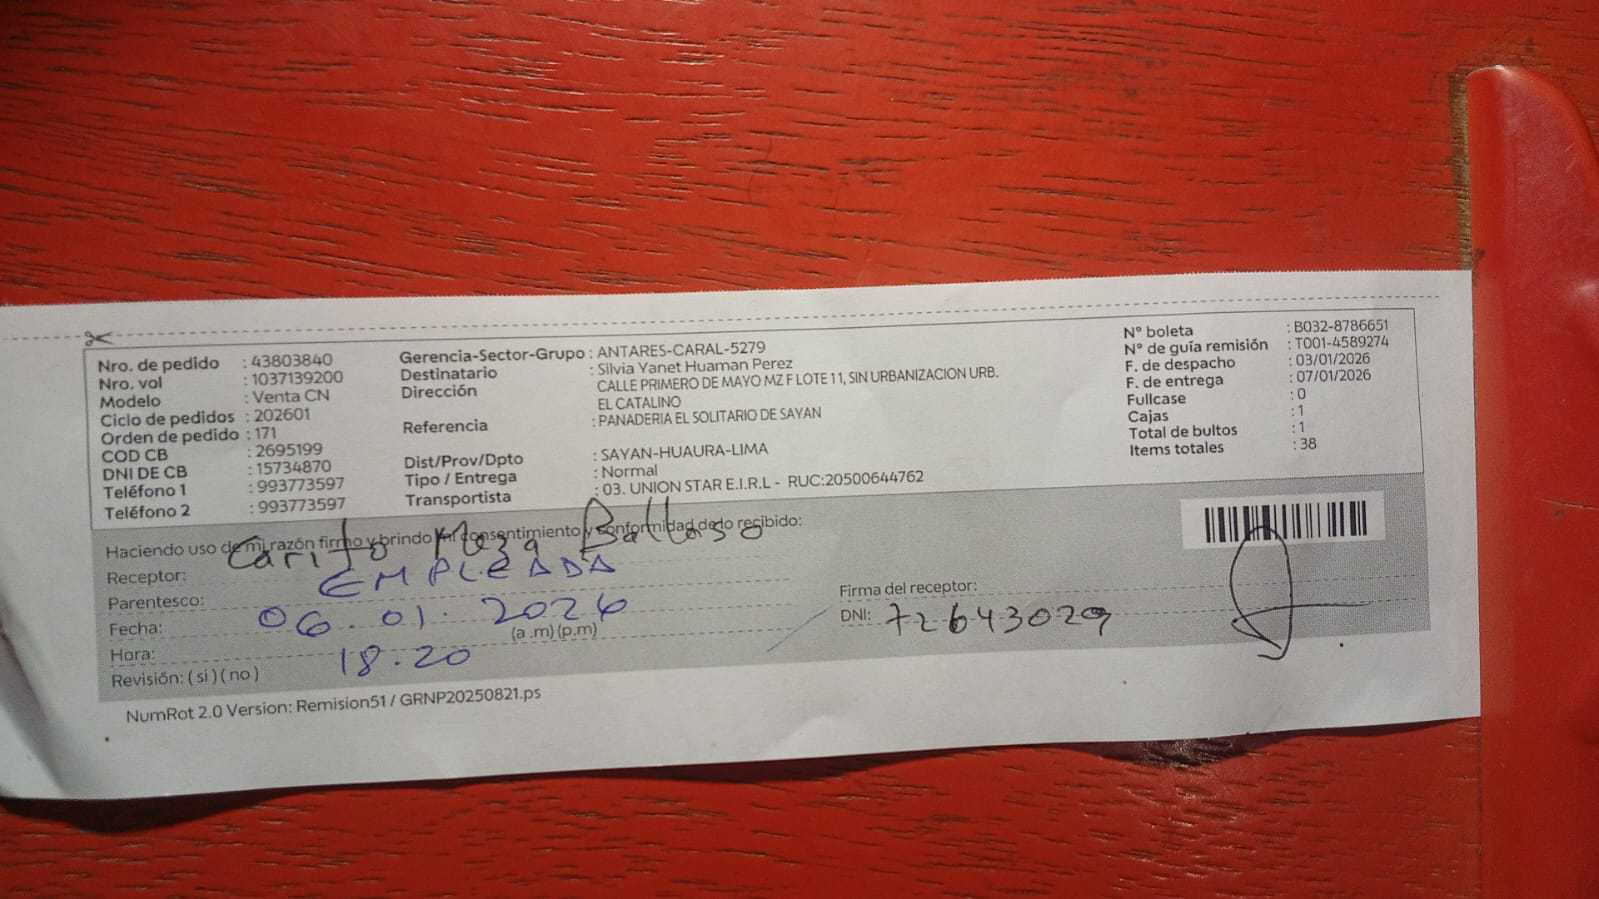 Nro. de pedido : 43803840
Nro. vol : 1037139200
Modelo : Venta CN
Ciclo de pedidos : 202601
Orden de pedido : 171
COD CB : 2695199
DNI DE CB : 15734870
Teléfono 1 : 993773597
Teléfono 2 : 993773597
Gerencia-Sector-Grupo : ANTARES-CARAL-5279
Destinatario : Silvia Yanet Huaman Perez
Dirección : CALLE PRIMERO DE MAYO MZ F LOTE 11, SIN URBANIZACION URB.
EL CATALINO
Referencia : PANADERIA EL SOLITARIO DE SAYAN
Dist/Prov/Dpto : SAYAN-HUAURA-LIMA
Tipo / Entrega : Normal
Transportista : 03. UNION STAR E.I.R.L - RUC:20500644762
N° boleta : B032-8786651
N° de guía remisión : T001-4589274
F. de despacho : 03/01/2026
F. de entrega : 07/01/2026
Fullcase : 0
Cajas : 1
Total de bultos : 1
Items totales : 38
Haciendo uso de mi razón firmo y brindo mi consentimiento y conformidad de lo recibido:
Receptor: Carito Meza
Parentesco: EMPLEADA
Fecha: 06.01.2026
Hora: 18.20 (a.m) (p.m)
Revisión: ( si ) ( no )
Firma del receptor:
DNI: 72643029
NumRot 2.0 Version: Remision51 / GRNP20250821.ps